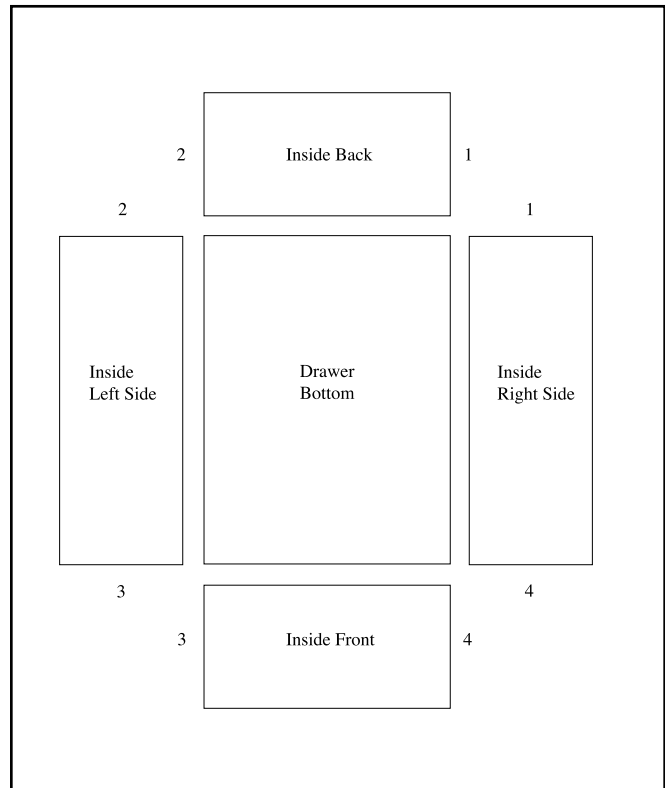 2 Inside Back 1
2 1
Inside
Left Side
Drawer
Bottom
Inside
Right Side
3 4
3 Inside Front 4